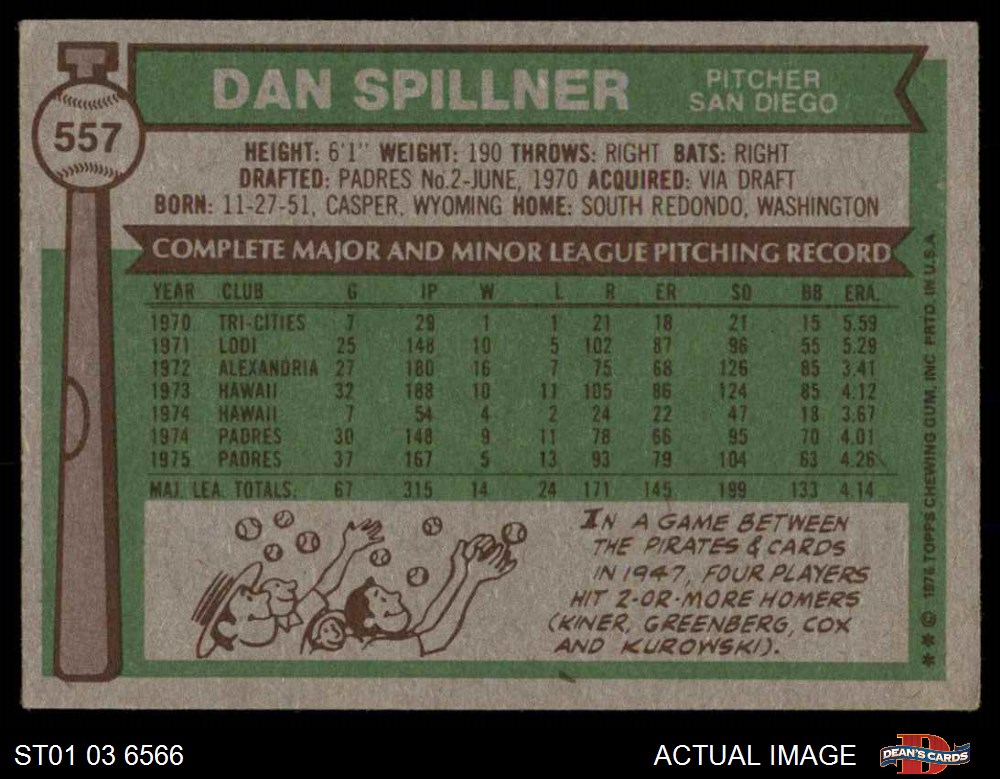 557
DAN SPILLNER
PITCHER
SAN DIEGO
HEIGHT: 6'1" WEIGHT: 190 THROWS: RIGHT BATS: RIGHT
DRAFTED: PADRES No.2-JUNE, 1970 ACQUIRED: VIA DRAFT
BORN: 11-27-51, CASPER, WYOMING HOME: SOUTH REDONDO, WASHINGTON
COMPLETE MAJOR AND MINOR LEAGUE PITCHING RECORD
YEAR CLUB G IP W L R ER SO BB ERA.
1970 TRI-CITIES 7 29 1 1 21 18 21 15 5.59
1971 LODI 25 148 10 5 102 87 96 55 5.29
1972 ALEXANDRIA 27 180 16 7 75 68 126 85 3.41
1973 HAWAII 32 188 10 11 105 86 124 85 4.12
1974 HAWAII 7 54 4 2 24 22 47 18 3.67
1974 PADRES 30 148 9 11 78 66 95 70 4.01
1975 PADRES 37 167 5 13 93 79 104 63 4.26
MAJ. LEA. TOTALS. 67 315 14 24 171 145 199 133 4.14
IN A GAME BETWEEN
THE PIRATES & CARDS
IN 1947, FOUR PLAYERS
HIT 2-OR-MORE HOMERS
(KINER, GREENBERG, COX
AND KUROWSKI).
** © 1976 TOPPS CHEWING GUM, INC. PRTD. IN U.S.A.
ST01 03 6566
ACTUAL IMAGE
D
DEAN'S CARDS